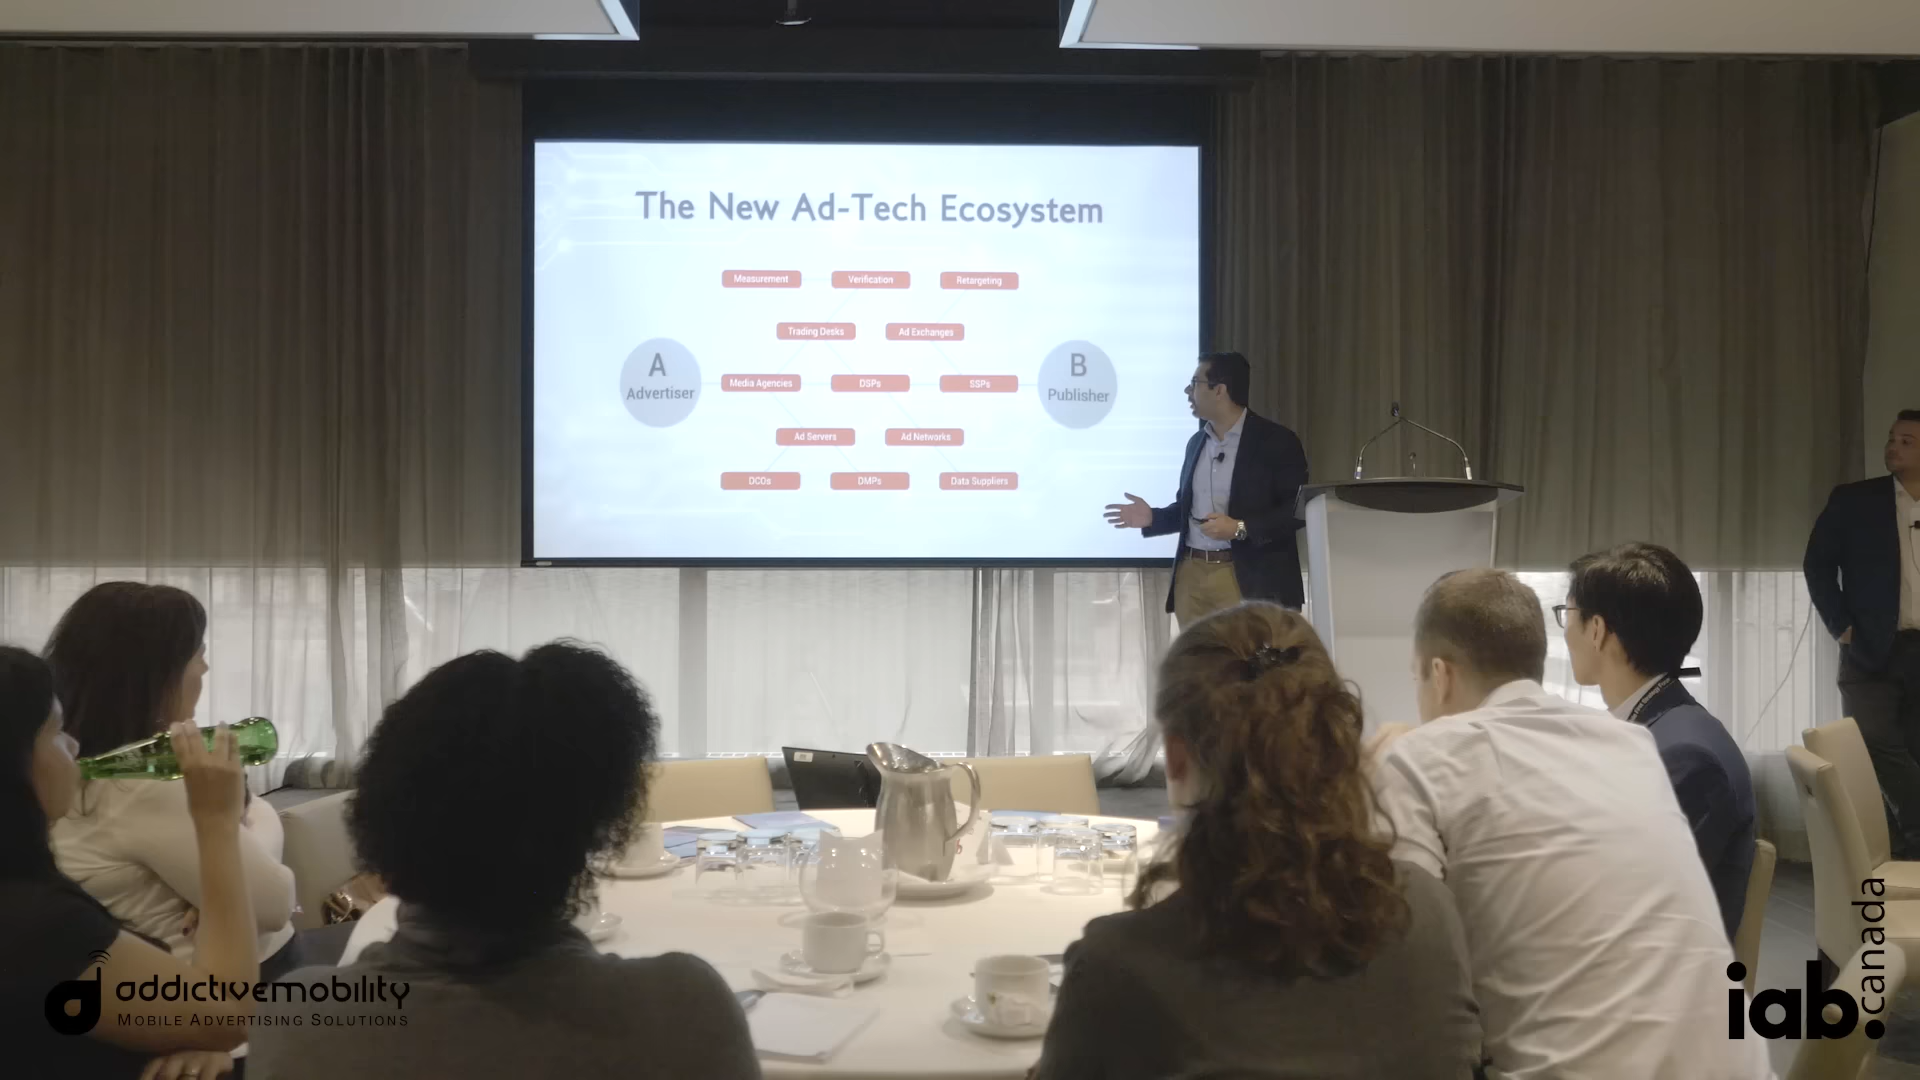 The New Ad-Tech Ecosystem
Measurement
Verification
Retargeting
Trading Desks
Ad Exchanges
A
Advertiser
Media Agencies
DSPs
SSPs
B
Publisher
Ad Servers
Ad Networks
DCOs
DMPs
Data Suppliers
addictivemobility
Mobile Advertising Solutions
iab.canada